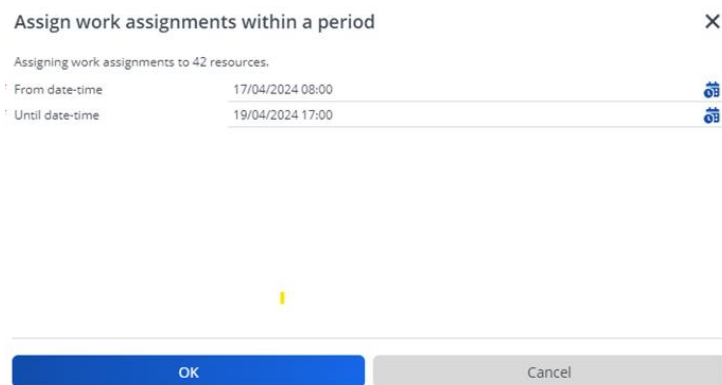 Assign work assignments within a period
Assigning work assignments to 42 resources.
* From date-time 17/04/2024 08:00
* Until date-time 19/04/2024 17:00
OK Cancel